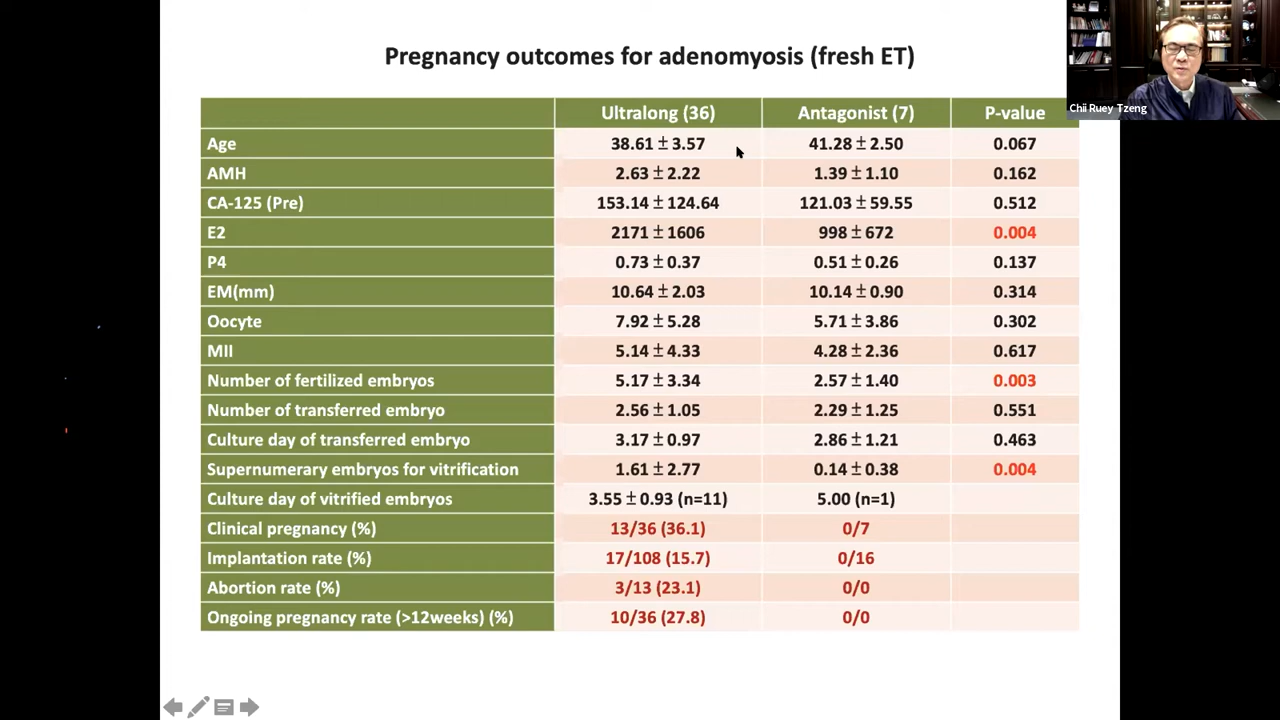 Pregnancy outcomes for adenomyosis (fresh ET)
Chii Ruey Tzeng
Ultralong (36) Antagonist (7) P-value
Age 38.61 ± 3.57 41.28 ± 2.50 0.067
AMH 2.63 ± 2.22 1.39 ± 1.10 0.162
CA-125 (Pre) 153.14 ± 124.64 121.03 ± 59.55 0.512
E2 2171 ± 1606 998 ± 672 0.004
P4 0.73 ± 0.37 0.51 ± 0.26 0.137
EM(mm) 10.64 ± 2.03 10.14 ± 0.90 0.314
Oocyte 7.92 ± 5.28 5.71 ± 3.86 0.302
MII 5.14 ± 4.33 4.28 ± 2.36 0.617
Number of fertilized embryos 5.17 ± 3.34 2.57 ± 1.40 0.003
Number of transferred embryo 2.56 ± 1.05 2.29 ± 1.25 0.551
Culture day of transferred embryo 3.17 ± 0.97 2.86 ± 1.21 0.463
Supernumerary embryos for vitrification 1.61 ± 2.77 0.14 ± 0.38 0.004
Culture day of vitrified embryos 3.55 ± 0.93 (n=11) 5.00 (n=1)
Clinical pregnancy (%) 13/36 (36.1) 0/7
Implantation rate (%) 17/108 (15.7) 0/16
Abortion rate (%) 3/13 (23.1) 0/0
Ongoing pregnancy rate (>12weeks) (%) 10/36 (27.8) 0/0